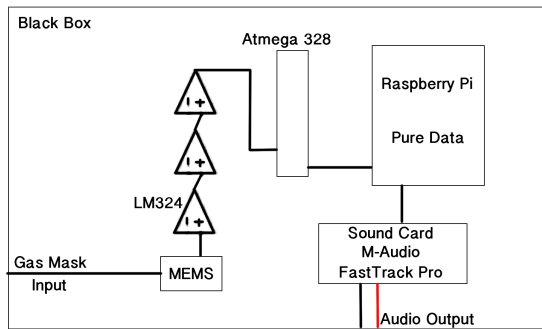 Black Box
Atmega 328
Raspberry Pi
Pure Data
- +
- +
LM324
- +
Sound Card
M-Audio
FastTrack Pro
Gas Mask
Input
MEMS
Audio Output